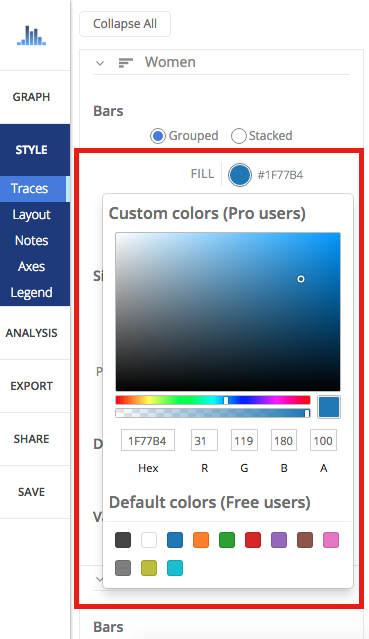 Collapse All
Women
GRAPH
Bars
Grouped Stacked
STYLE
FILL #1F77B4
Traces
Layout
Notes
Axes
Legend
ANALYSIS
EXPORT
SHARE
SAVE
Custom colors (Pro users)
1F77B4 31 119 180 100
Hex R G B A
Default colors (Free users)
Bars